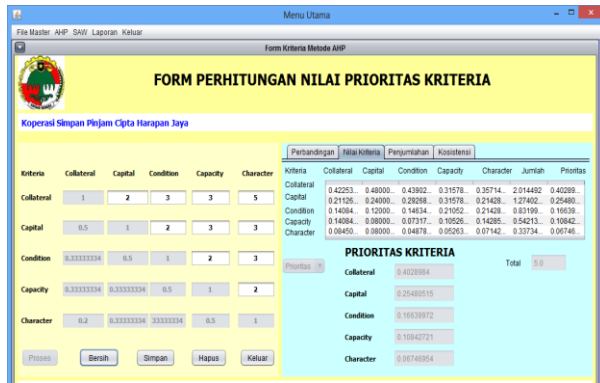 Menu Utama
File Master AHP SAW Laporan Keluar
Form Kriteria Metode AHP
FORM PERHITUNGAN NILAI PRIORITAS KRITERIA
Koperasi Simpan Pinjam Cipta Harapan Jaya
Kriteria Collateral Capital Condition Capacity Character
Collateral 1 2 3 3 5
Capital 0.5 1 2 3 3
Condition 0.33333334 0.5 1 2 3
Capacity 0.33333334 0.33333334 0.5 1 2
Character 0.2 0.33333334 33333334 0.5 1
Proses Bersih Simpan Hapus Keluar
Perbandingan Nilai Kriteria Penjumlahan Kosistensi
Kriteria Collateral Capital Condition Capacity Character Jumlah Prioritas
Collateral 0.42253... 0.48000... 0.43902... 0.31578... 0.35714... 2.014492 0.40289...
Capital 0.21126... 0.24000... 0.29268... 0.31578... 0.21428... 1.27402... 0.25480...
Condition 0.14084... 0.12000... 0.14634... 0.21052... 0.21428... 0.83199... 0.16639...
Capacity 0.14084... 0.08000... 0.07317... 0.10526... 0.14285... 0.54213... 0.10842...
Character 0.08450... 0.08000... 0.04878... 0.05263... 0.07142... 0.33734... 0.06746...
PRIORITAS KRITERIA
Prioritas
Total 5.0
Collateral 0.4028984
Capital 0.25480515
Condition 0.16639972
Capacity 0.10842721
Character 0.06746954